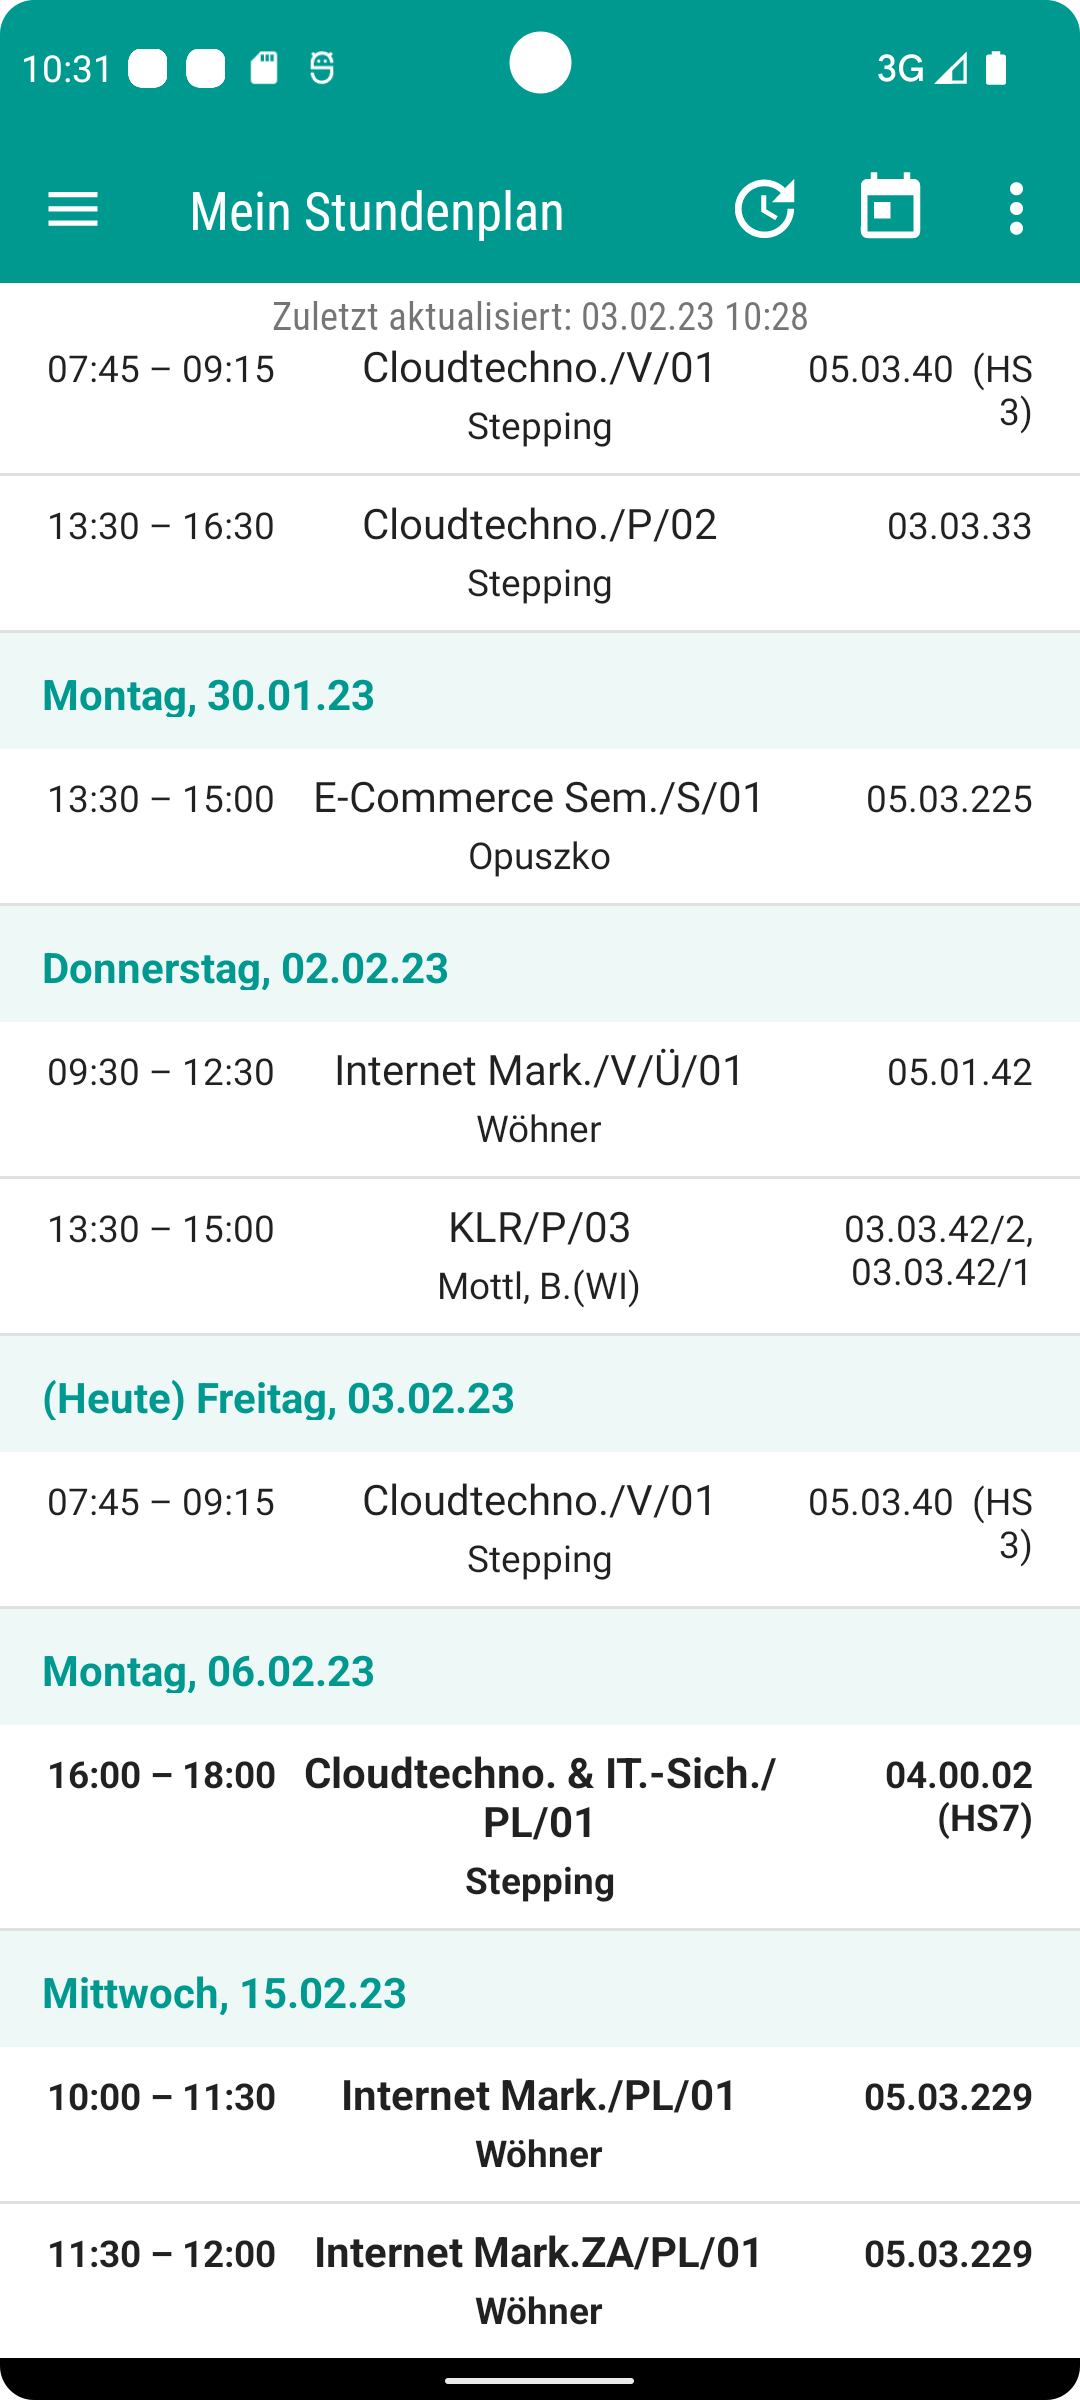 10:31
3G
Mein Stundenplan
Zuletzt aktualisiert: 03.02.23 10:28
07:45 – 09:15 Cloudtechno./V/01 05.03.40 (HS
3)
Stepping
13:30 – 16:30 Cloudtechno./P/02 03.03.33
Stepping
Montag, 30.01.23
13:30 – 15:00 E-Commerce Sem./S/01 05.03.225
Opuszko
Donnerstag, 02.02.23
09:30 – 12:30 Internet Mark./V/Ü/01 05.01.42
Wöhner
13:30 – 15:00 KLR/P/03 03.03.42/2,
03.03.42/1
Mottl, B.(WI)
(Heute) Freitag, 03.02.23
07:45 – 09:15 Cloudtechno./V/01 05.03.40 (HS
3)
Stepping
Montag, 06.02.23
16:00 – 18:00 Cloudtechno. & IT.-Sich./ 04.00.02
PL/01 (HS7)
Stepping
Mittwoch, 15.02.23
10:00 – 11:30 Internet Mark./PL/01 05.03.229
Wöhner
11:30 – 12:00 Internet Mark.ZA/PL/01 05.03.229
Wöhner